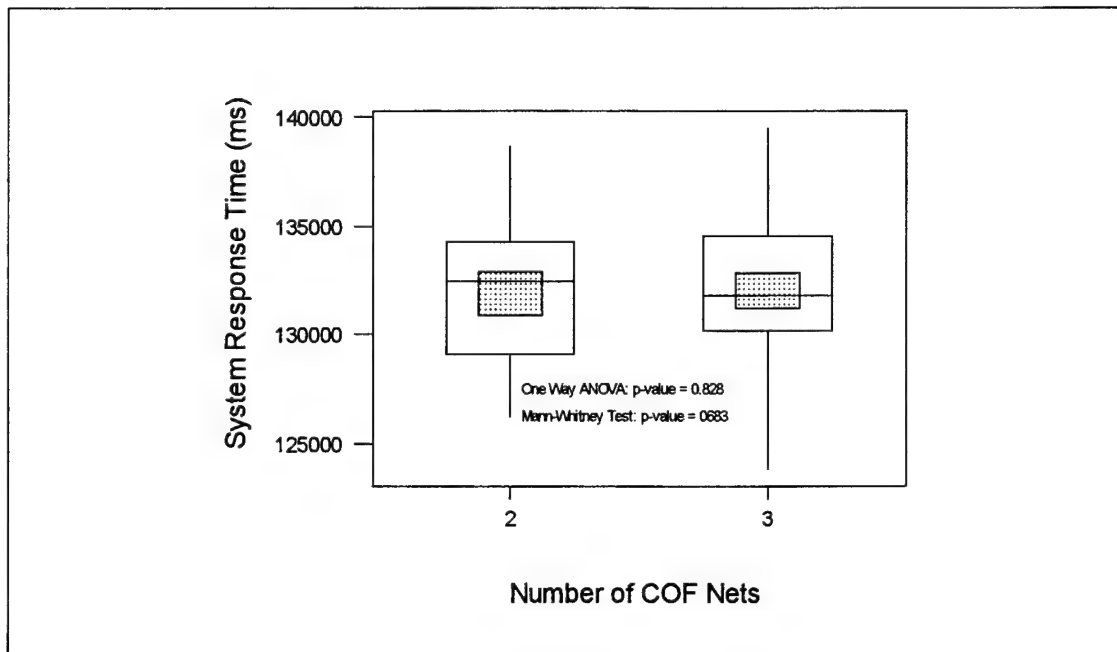 System Response Time (ms)
140000
135000
130000
125000
One Way ANOVA: p-value = 0.828
Mann-Whitney Test: p-value = 0683
2
3
Number of COF Nets